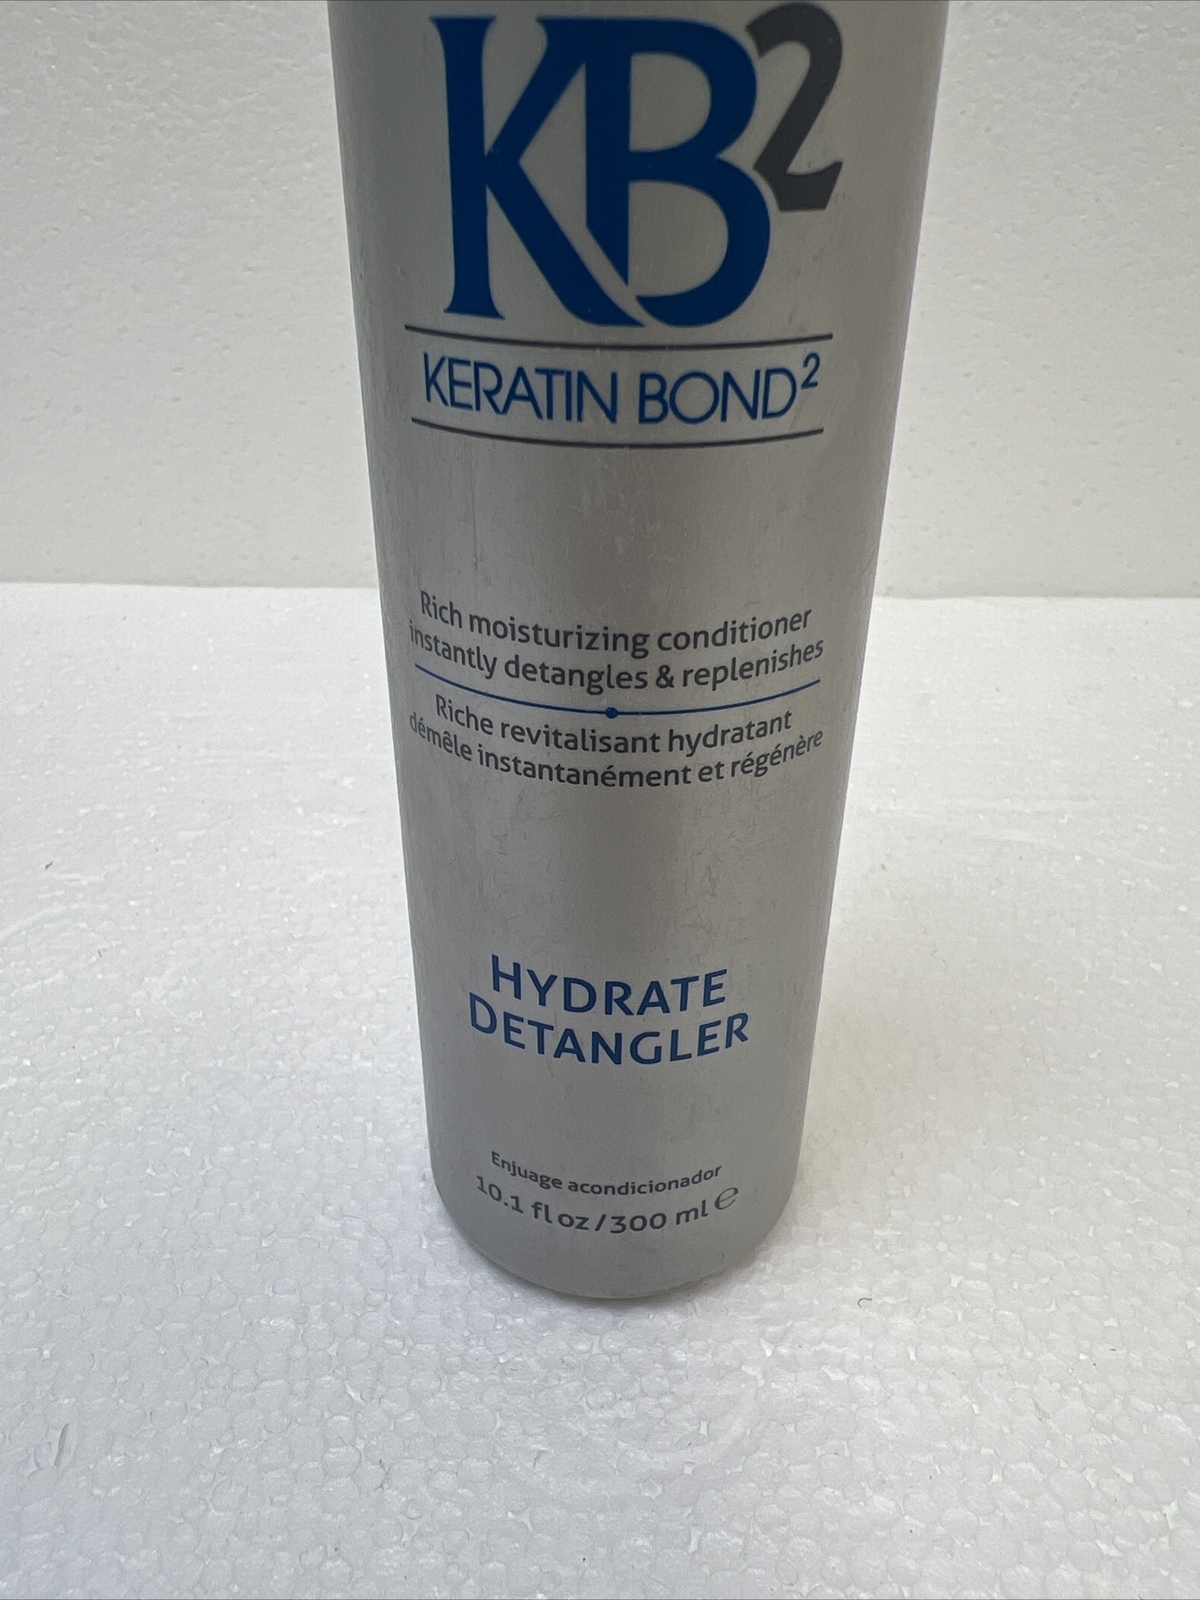 KB²
KERATIN BOND²
Rich moisturizing conditioner
instantly detangles & replenishes
Riche revitalisant hydratant
démêle instantanément et régénère
HYDRATE
DETANGLER
Enjuage acondicionador
10.1 fl oz/300 ml ℮